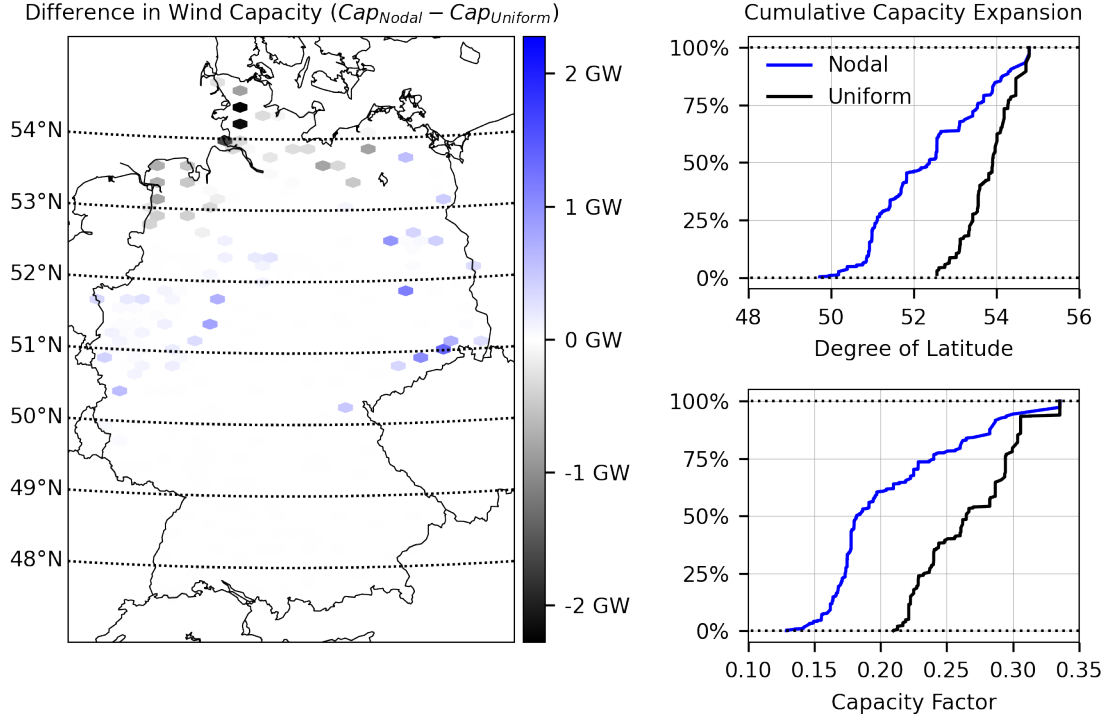 Difference in Wind Capacity (Cap_Nodal − Cap_Uniform)
54°N
53°N
52°N
51°N
50°N
49°N
48°N
2 GW
1 GW
0 GW
-1 GW
-2 GW
Cumulative Capacity Expansion
100%
75%
50%
25%
0%
Nodal
Uniform
48 50 52 54 56
Degree of Latitude
100%
75%
50%
25%
0%
0.10 0.15 0.20 0.25 0.30 0.35
Capacity Factor